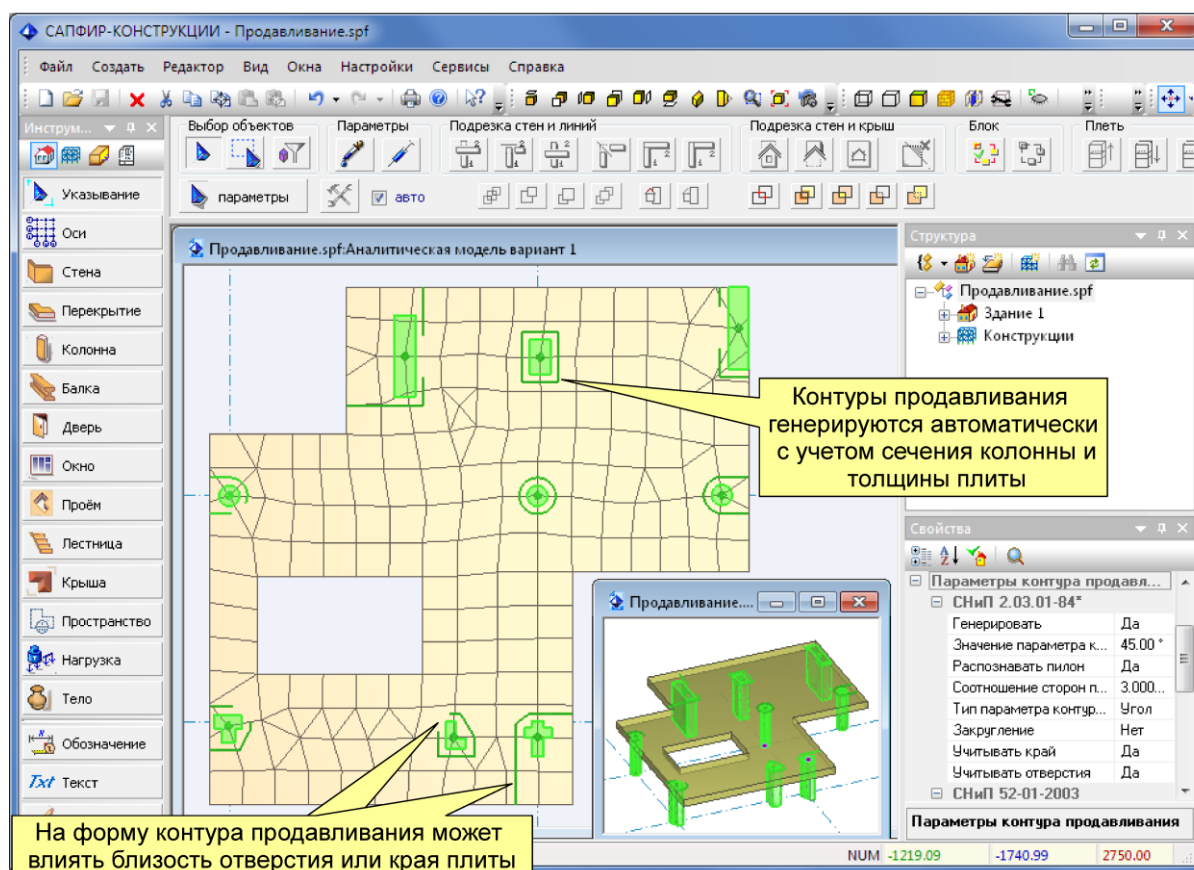 САПФИР-КОНСТРУКЦИИ - Продавливание.spf
Файл Создать Редактор Вид Окна Настройки Сервисы Справка
Инструм...
Выбор объектов Параметры Подрезка стен и линий Подрезка стен и крыш Блок Плеть
параметры авто
Указывание
Оси
Стена
Перекрытие
Колонна
Балка
Дверь
Окно
Проём
Лестница
Крыша
Пространство
Нагрузка
Тело
Обозначение
Txt Текст
Продавливание.spf:Аналитическая модель вариант 1
Контуры продавливания
генерируются автоматически
с учетом сечения колонны и
толщины плиты
Продавливание....
На форму контура продавливания может
влиять близость отверстия или края плиты
Структура
Продавливание.spf
Здание 1
Конструкции
Свойства
Параметры контура продавл...
СНиП 2.03.01-84*
Генерировать Да
Значение параметра к... 45.00 °
Распознавать пилон Да
Соотношение сторон п... 3.000...
Тип параметра контур... Угол
Закругление Нет
Учитывать край Да
Учитывать отверстия Да
СНиП 52-01-2003
Параметры контура продавливания
NUM -1219.09 -1740.99 2750.00